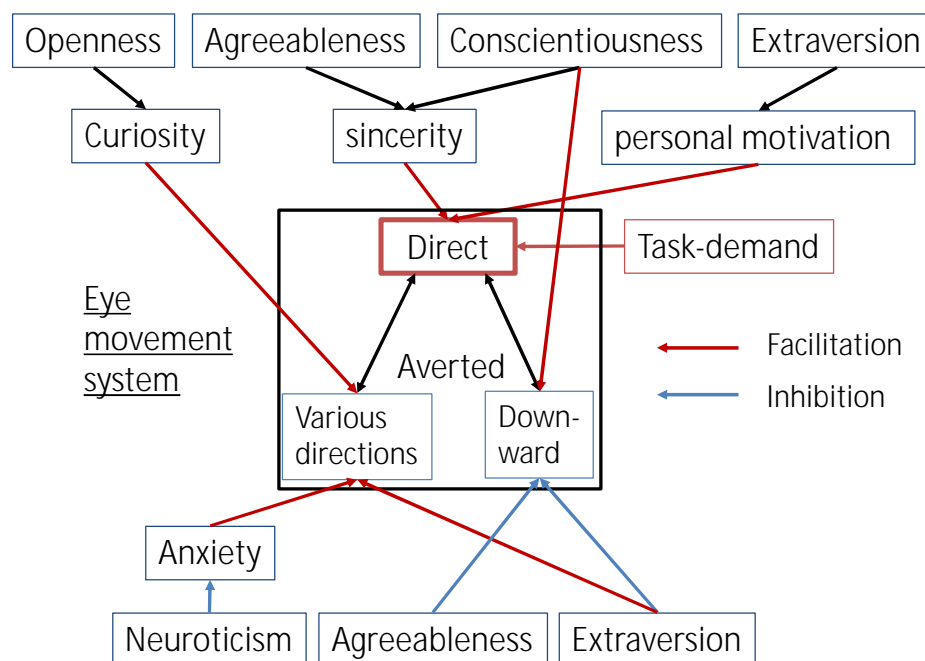 Openness
Agreeableness
Conscientiousness
Extraversion
Curiosity
sincerity
personal motivation
Direct
Task-demand
Eye
movement
system
Averted
Facilitation
Inhibition
Various
directions
Down-
ward
Anxiety
Neuroticism
Agreeableness
Extraversion